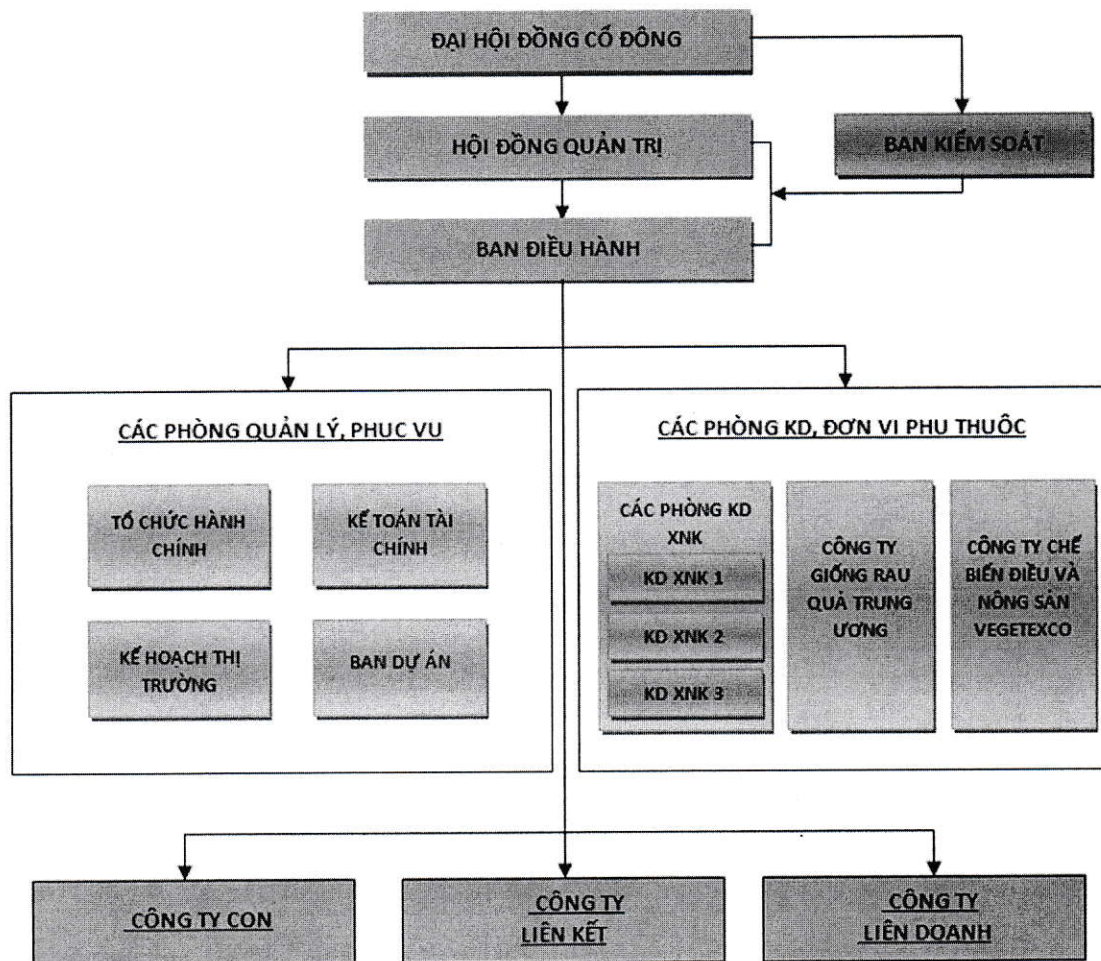 ĐẠI HỘI ĐỒNG CỔ ĐÔNG
HỘI ĐỒNG QUẢN TRỊ
BAN KIỂM SOÁT
BAN ĐIỀU HÀNH
CÁC PHÒNG QUẢN LÝ, PHỤC VỤ
TỔ CHỨC HÀNH
CHÍNH
KẾ TOÁN TÀI
CHÍNH
KẾ HOẠCH THỊ
TRƯỜNG
BAN DỰ ÁN
CÁC PHÒNG KD, ĐƠN VỊ PHỤ THUỘC
CÁC PHÒNG KD
XNK
KD XNK 1
KD XNK 2
KD XNK 3
CÔNG TY
GIỐNG RAU
QUẢ TRUNG
ƯƠNG
CÔNG TY CHẾ
BIẾN ĐIỀU VÀ
NÔNG SẢN
VEGETEXCO
CÔNG TY CON
CÔNG TY
LIÊN KẾT
CÔNG TY
LIÊN DOANH